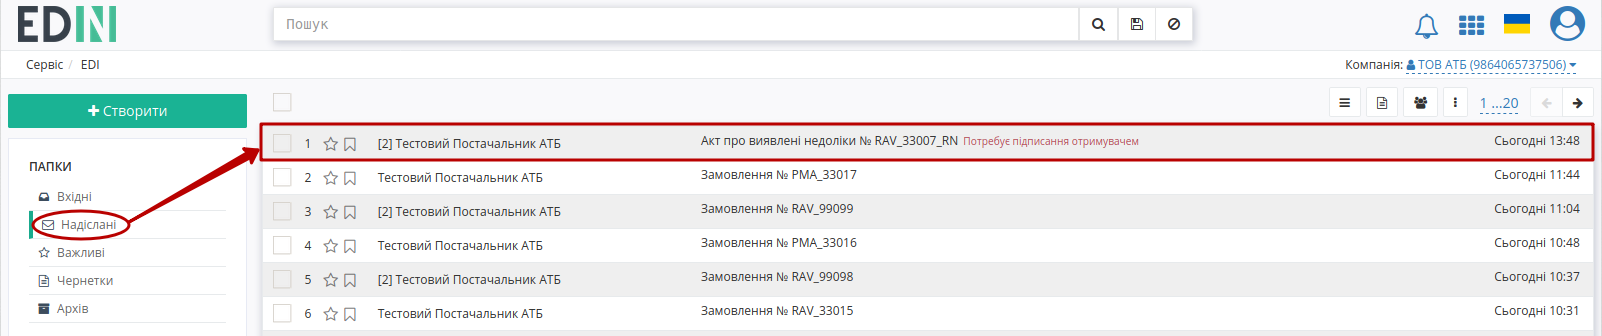 EDIN
Пошук
Сервіс / EDI
Компанія: ТОВ АТБ (9864065737506)
Створити
1 ...20
ПАПКИ
Вхідні
Надіслані
Важливі
Чернетки
Архів
1 [2] Тестовий Постачальник АТБ Акт про виявлені недоліки № RAV_33007_RN Потребує підписання отримувачем Сьогодні 13:48
2 Тестовий Постачальник АТБ Замовлення № PMA_33017 Сьогодні 11:44
3 [2] Тестовий Постачальник АТБ Замовлення № RAV_99099 Сьогодні 11:04
4 Тестовий Постачальник АТБ Замовлення № PMA_33016 Сьогодні 10:48
5 [2] Тестовий Постачальник АТБ Замовлення № RAV_99098 Сьогодні 10:37
6 Тестовий Постачальник АТБ Замовлення № RAV_33015 Сьогодні 10:31